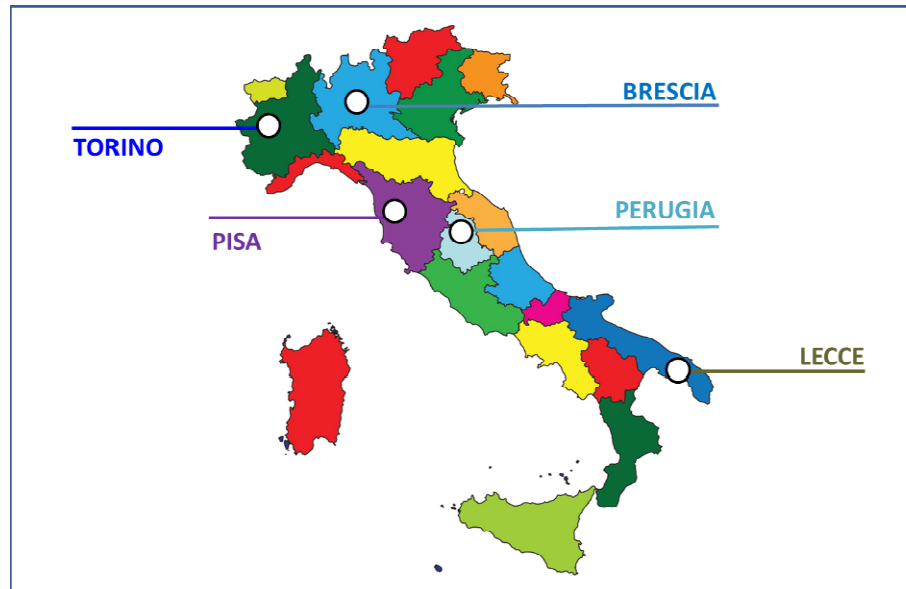 BRESCIA
TORINO
PERUGIA
PISA
LECCE